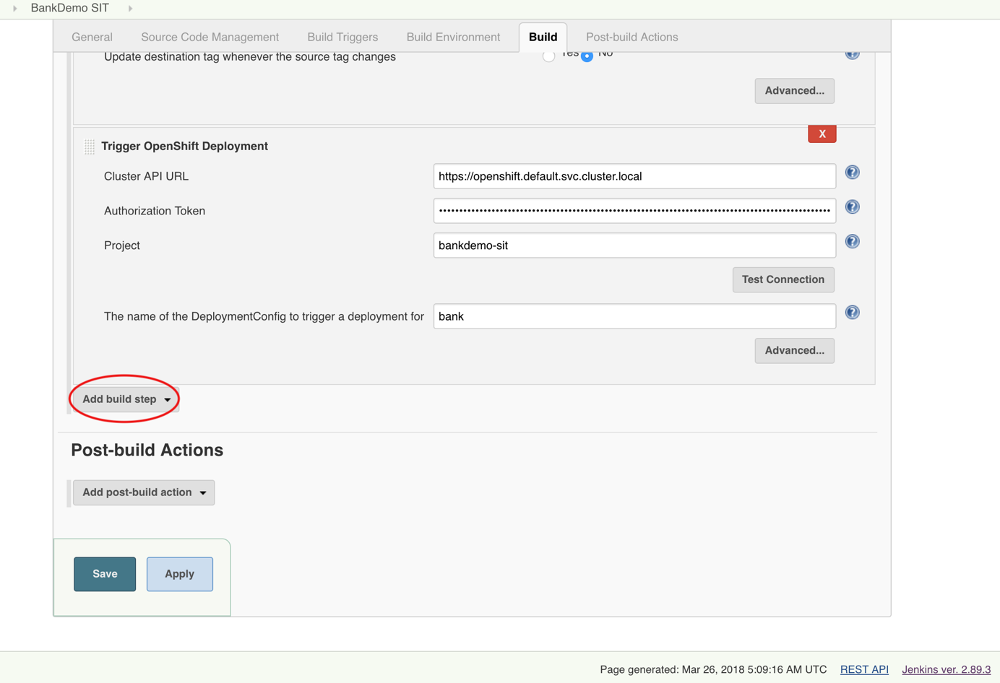 BankDemo SIT
General Source Code Management Build Triggers Build Environment Build Post-build Actions
Update destination tag whenever the source tag changes Yes No
Advanced...
X
Trigger OpenShift Deployment
Cluster API URL https://openshift.default.svc.cluster.local
Authorization Token
Project bankdemo-sit
Test Connection
The name of the DeploymentConfig to trigger a deployment for bank
Advanced...
Add build step
Post-build Actions
Add post-build action
Save Apply
Page generated: Mar 26, 2018 5:09:16 AM UTC REST API Jenkins ver. 2.89.3